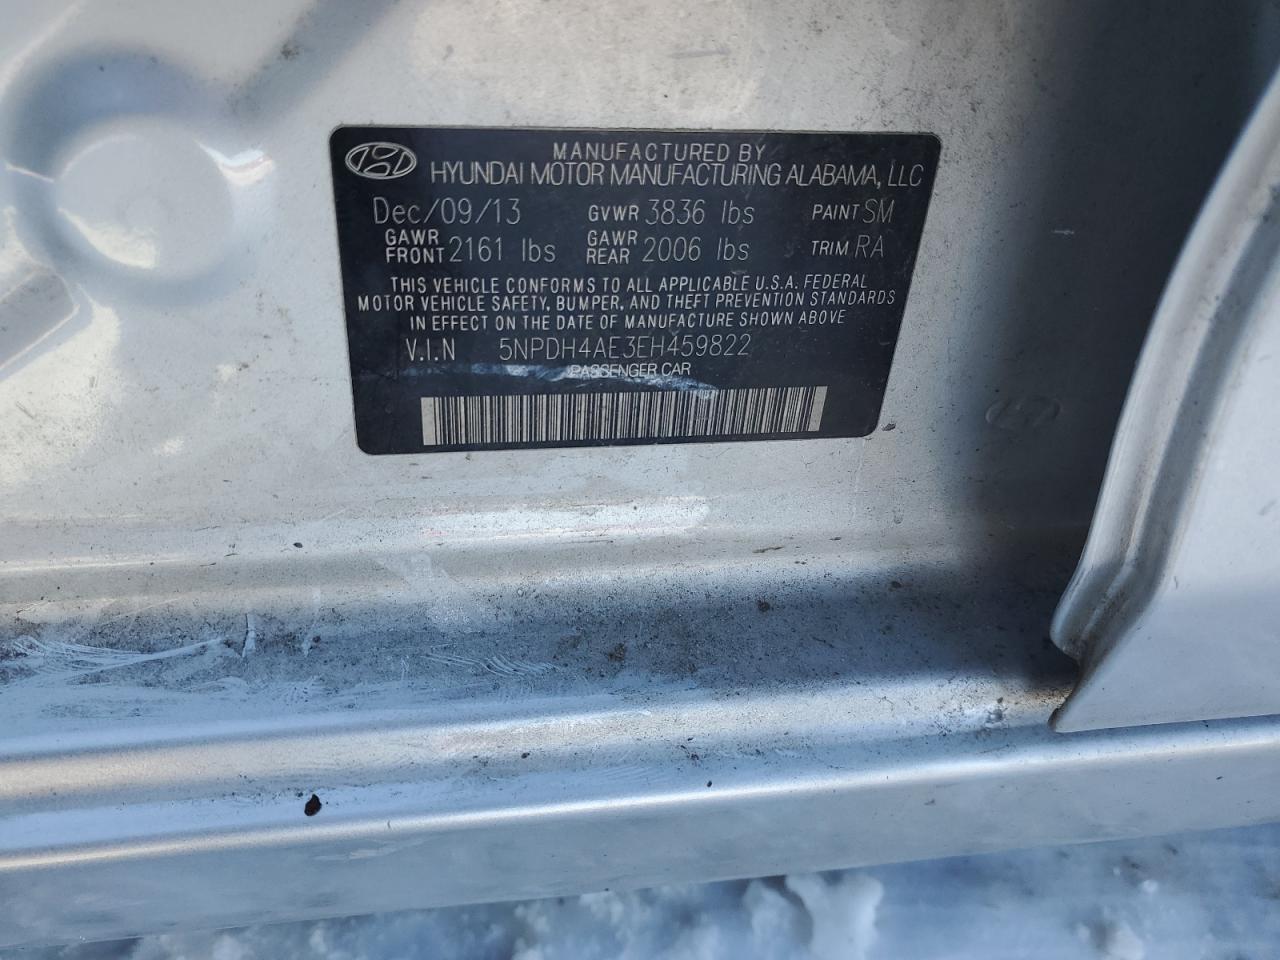 MANUFACTURED BY
HYUNDAI MOTOR MANUFACTURING ALABAMA, LLC
Dec/09/13 GVWR 3836 lbs PAINT SM
GAWR FRONT 2161 lbs GAWR REAR 2006 lbs TRIM RA
THIS VEHICLE CONFORMS TO ALL APPLICABLE U.S.A. FEDERAL
MOTOR VEHICLE SAFETY, BUMPER, AND THEFT PREVENTION STANDARDS
IN EFFECT ON THE DATE OF MANUFACTURE SHOWN ABOVE
V.I.N 5NPDH4AE3EH459822
PASSENGER CAR